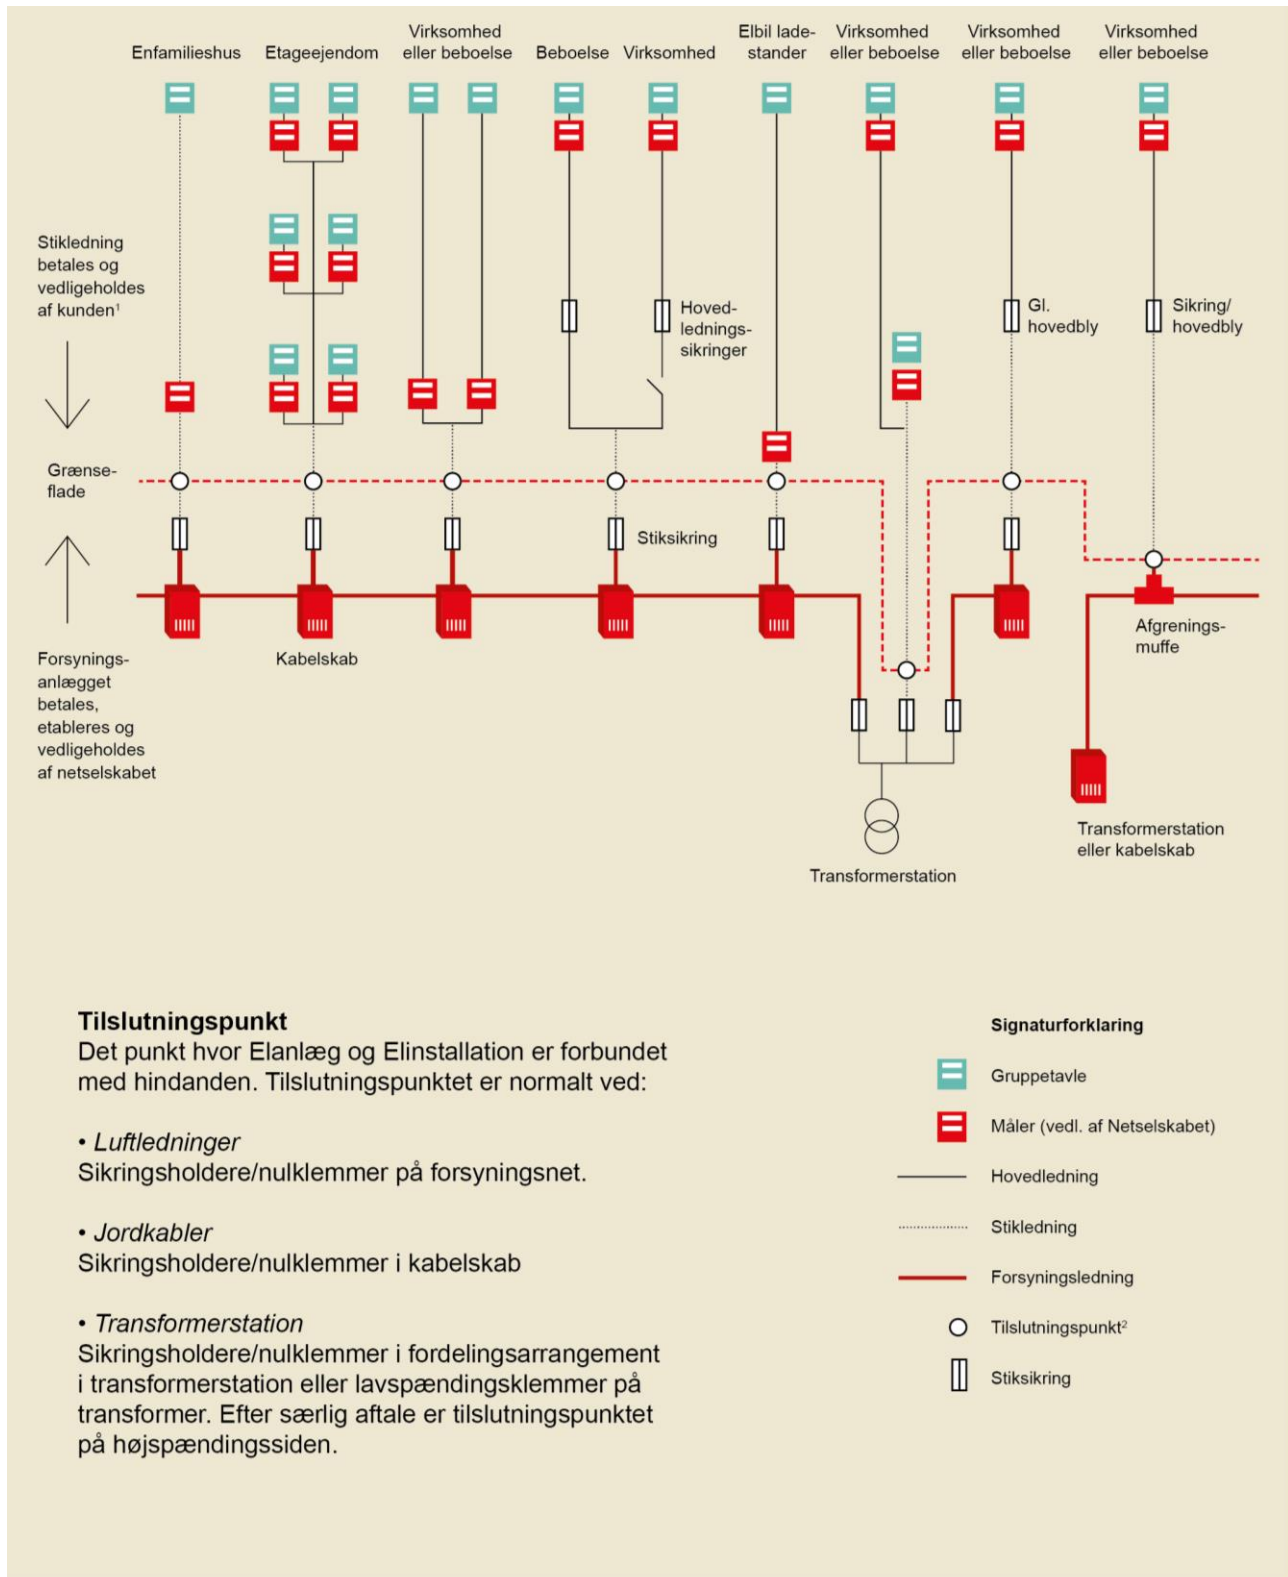 Enfamilieshus
Etageejendom
Virksomhed
eller beboelse
Beboelse
Virksomhed
Elbil lade-
stander
Virksomhed
eller beboelse
Virksomhed
eller beboelse
Virksomhed
eller beboelse
Stikledning
betales og
vedligeholdes
af kunden¹
Hoved-
lednings-
sikringer
Gl.
hovedbly
Sikring/
hovedbly
Grænse-
flade
Stiksikring
Forsynings-
anlægget
betales,
etableres og
vedligeholdes
af netselskabet
Kabelskab
Afgrenings-
muffe
Transformerstation
eller kabelskab
Transformerstation
Tilslutningspunkt
Det punkt hvor Elanlæg og Elinstallation er forbundet
med hindanden. Tilslutningspunktet er normalt ved:
• Luftledninger
Sikringsholdere/nulklemmer på forsyningsnet.
• Jordkabler
Sikringsholdere/nulklemmer i kabelskab
• Transformerstation
Sikringsholdere/nulklemmer i fordelingsarrangement
i transformerstation eller lavspændingsklemmer på
transformer. Efter særlig aftale er tilslutningspunktet
på højspændingssiden.
Signaturforklaring
Gruppetavle
Måler (vedl. af Netselskabet)
Hovedledning
Stikledning
Forsyningsledning
Tilslutningspunkt²
Stiksikring